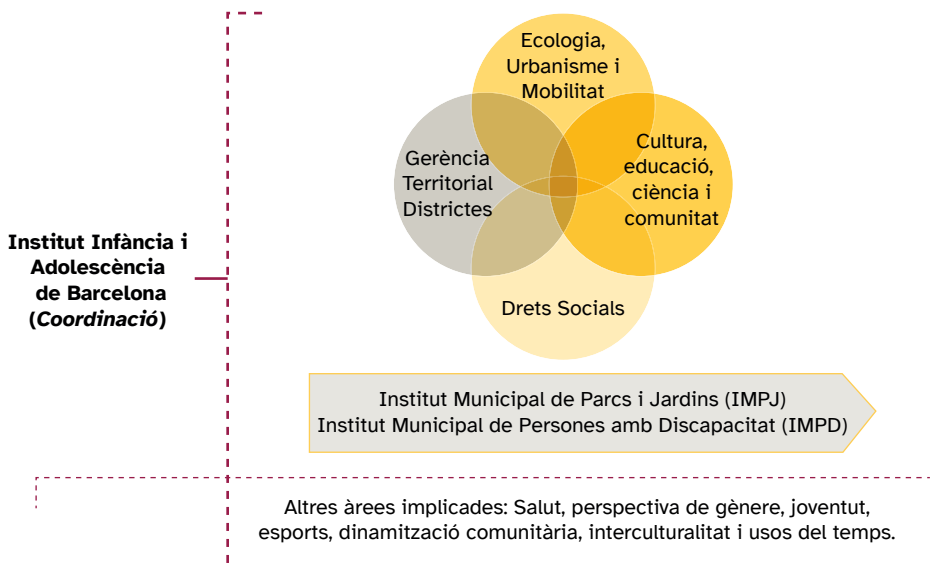 Ecologia,
Urbanisme i
Mobilitat
Gerència
Territorial
Districtes
Cultura,
educació,
ciència i
comunitat
Institut Infància i
Adolescència
de Barcelona
(Coordinació)
Drets Socials
Institut Municipal de Parcs i Jardins (IMPJ)
Institut Municipal de Persones amb Discapacitat (IMPD)
Altres àrees implicades: Salut, perspectiva de gènere, joventut,
esports, dinamització comunitària, interculturalitat i usos del temps.